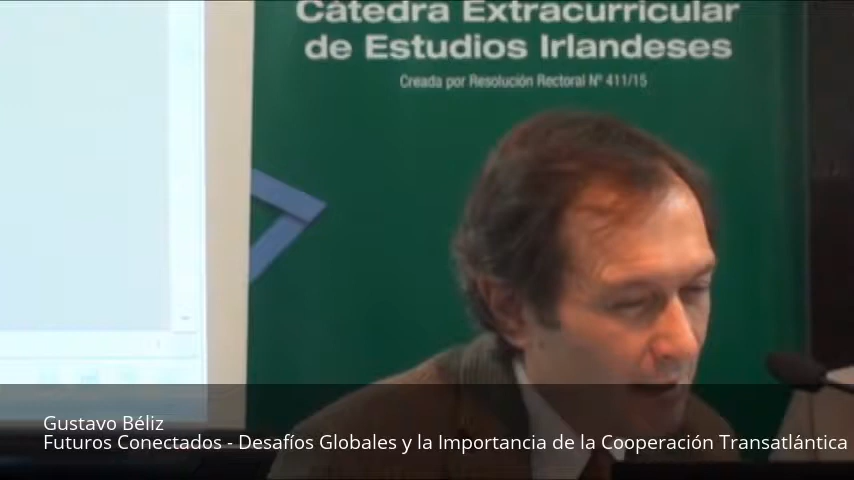 Cátedra Extracurricular
de Estudios Irlandeses
Creada por Resolución Rectoral Nº 411/15
Gustavo Béliz
Futuros Conectados - Desafíos Globales y la Importancia de la Cooperación Transatlántica